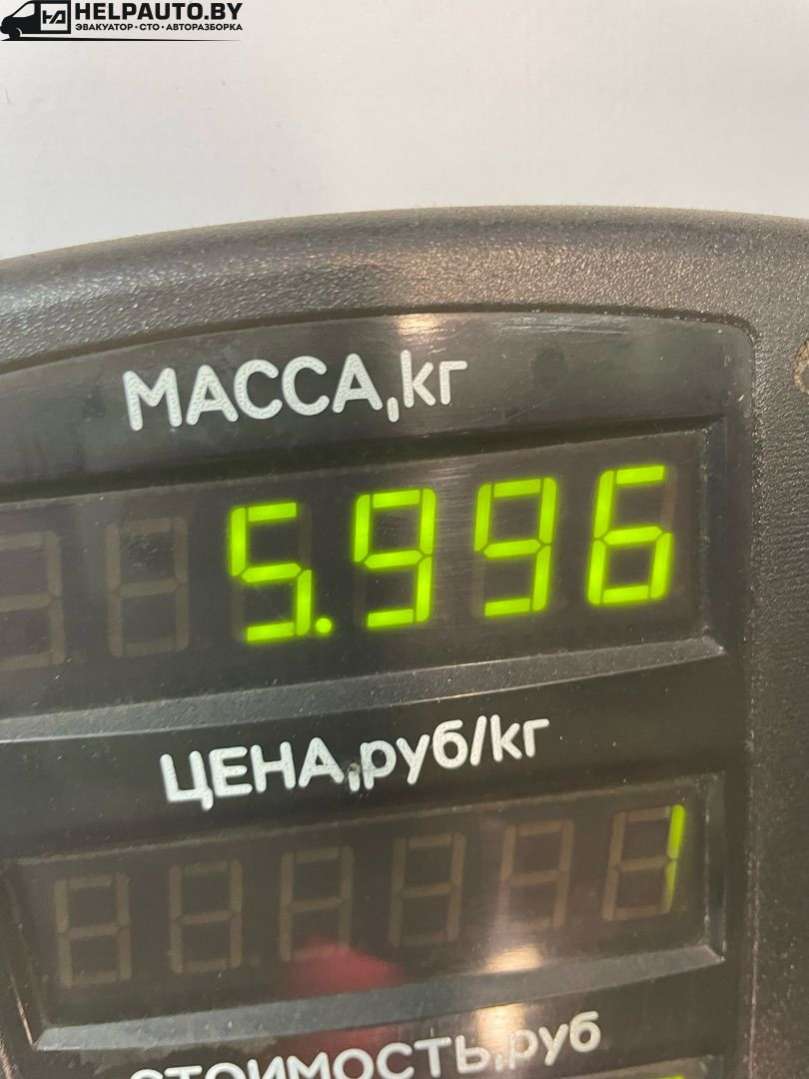 HELPAUTO.BY
ЭВАКУАТОР • СТО • АВТОРАЗБОРКА
МАССА,кг
5.996
ЦЕНА,руб/кг
1
СТОИМОСТЬ,руб